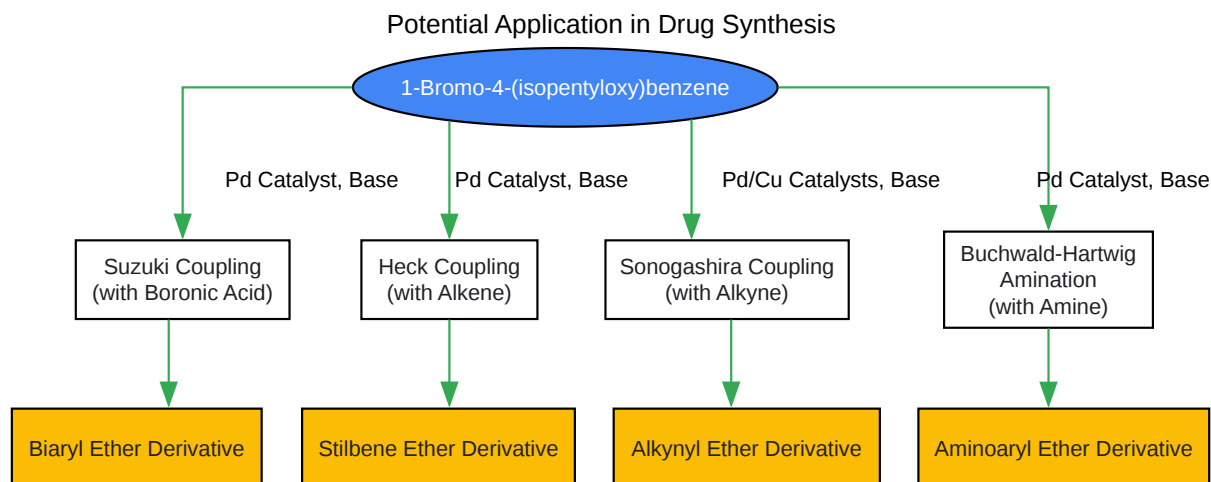 Potential Application in Drug Synthesis
1-Bromo-4-(isopentyloxy)benzene
Pd Catalyst, Base
Pd Catalyst, Base
Pd/Cu Catalysts, Base
Pd Catalyst, Base
Suzuki Coupling
(with Boronic Acid)
Heck Coupling
(with Alkene)
Sonogashira Coupling
(with Alkyne)
Buchwald-Hartwig
Amination
(with Amine)
Biaryl Ether Derivative
Stilbene Ether Derivative
Alkynyl Ether Derivative
Aminoaryl Ether Derivative